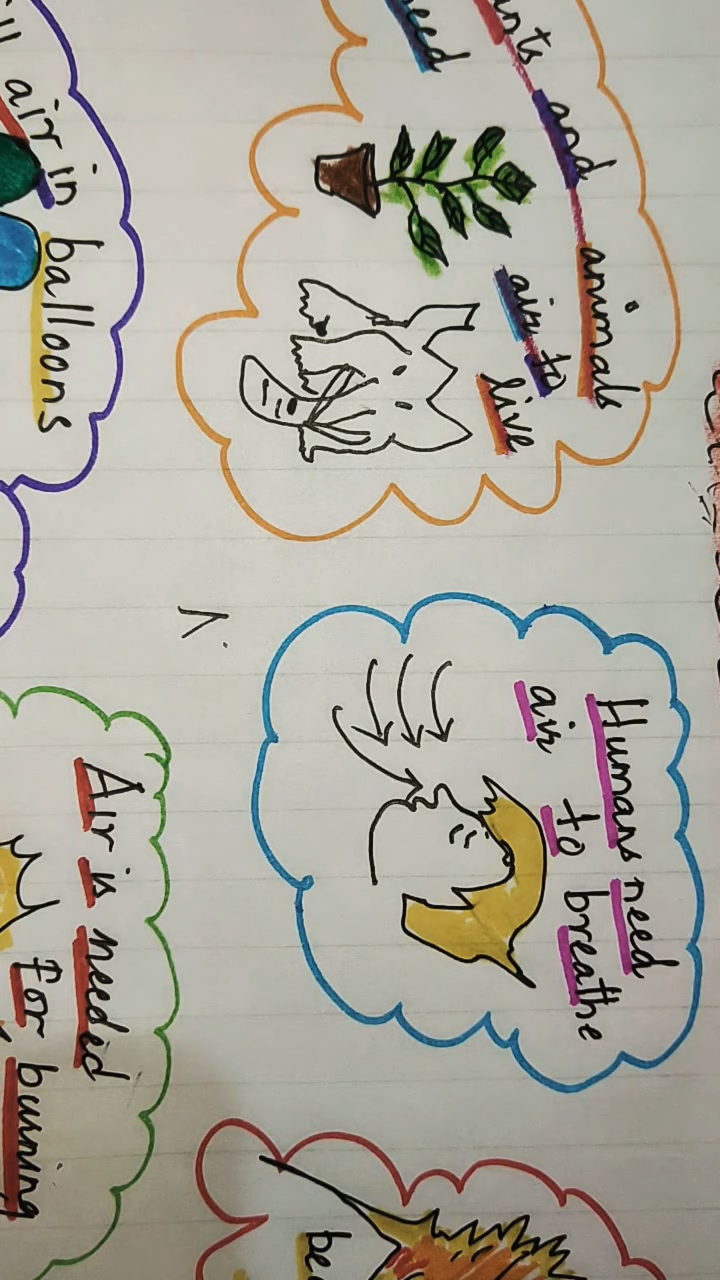 and animals
air to
live
Humans need
air to breathe
air in balloons
Air is needed
For burning